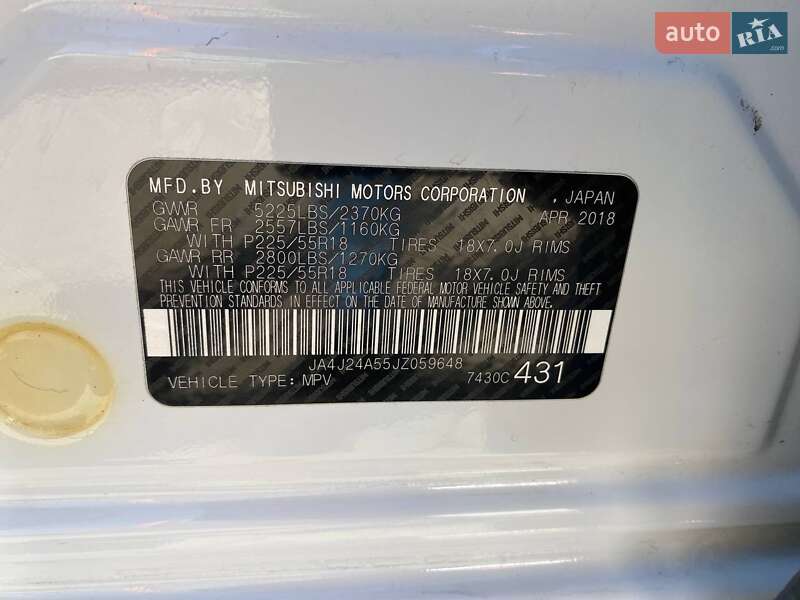 auto RIA.com
MFD.BY MITSUBISHI MOTORS CORPORATION , JAPAN
GWWR 5225LBS/2370KG APR 2018
GAWR FR 2557LBS/1160KG
WITH P225/55R18 TIRES 18X7.0J RIMS
GAWR RR 2800LBS/1270KG
WITH P225/55R18 TIRES 18X7.0J RIMS
THIS VEHICLE CONFORMS TO ALL APPLICABLE FEDERAL MOTOR VEHICLE SAFETY AND THEFT
PREVENTION STANDARDS IN EFFECT ON THE DATE OF MANUFACTURE SHOWN ABOVE.
JA4J24A55JZ059648
VEHICLE TYPE: MPV 7430C 431